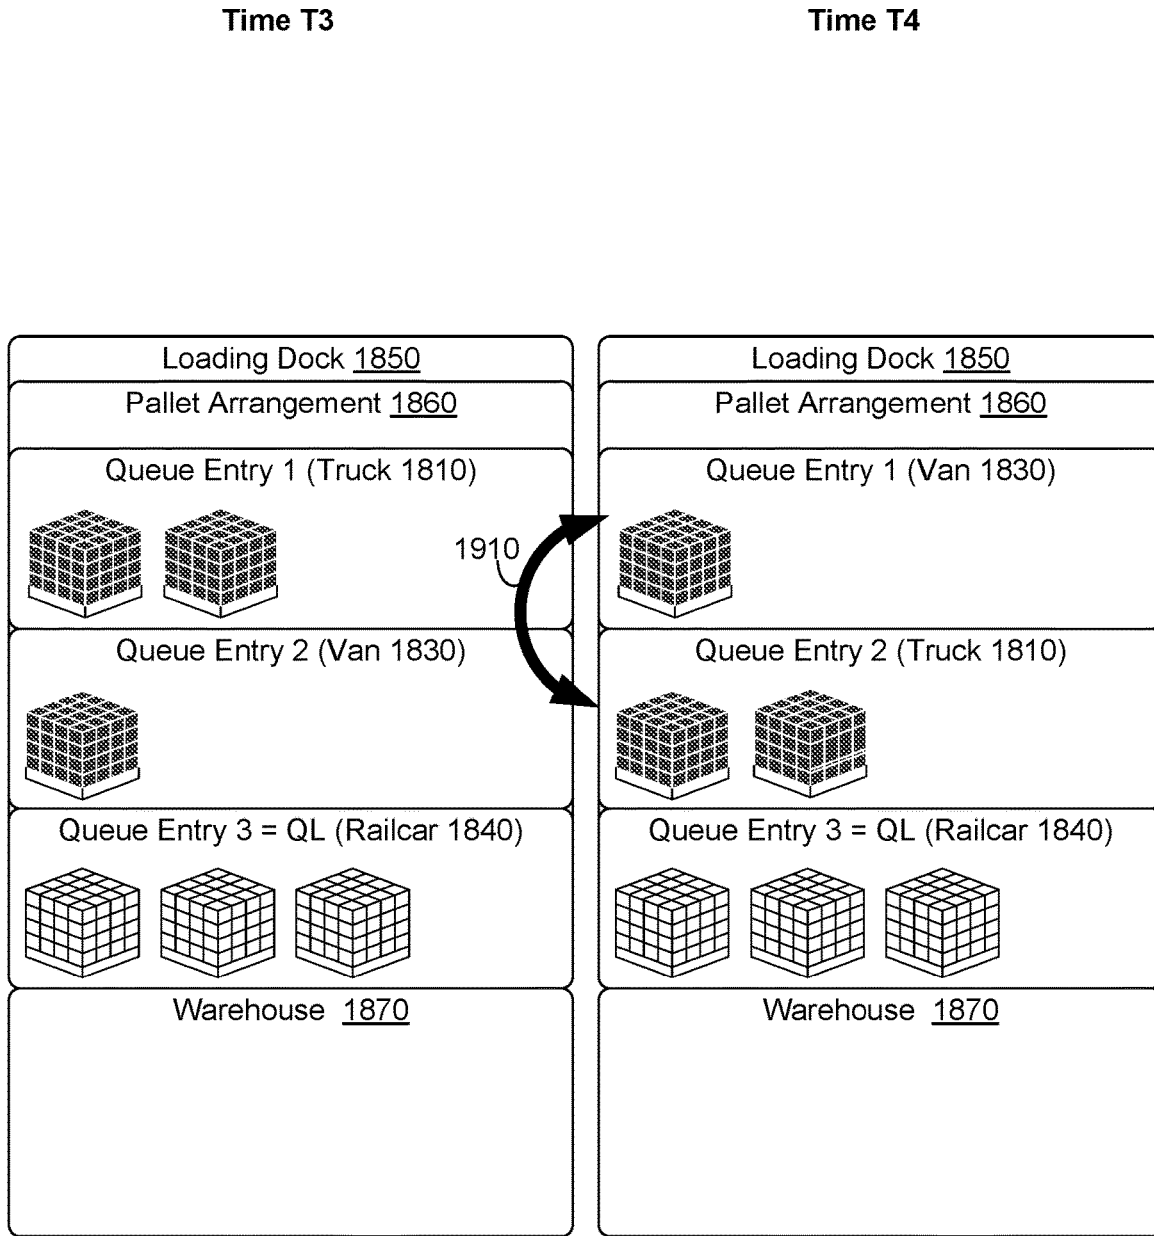 Time T3
Time T4
Loading Dock 1850
Pallet Arrangement 1860
Queue Entry 1 (Truck 1810)
Queue Entry 2 (Van 1830)
Queue Entry 3 = QL (Railcar 1840)
Warehouse 1870
1910
Loading Dock 1850
Pallet Arrangement 1860
Queue Entry 1 (Van 1830)
Queue Entry 2 (Truck 1810)
Queue Entry 3 = QL (Railcar 1840)
Warehouse 1870